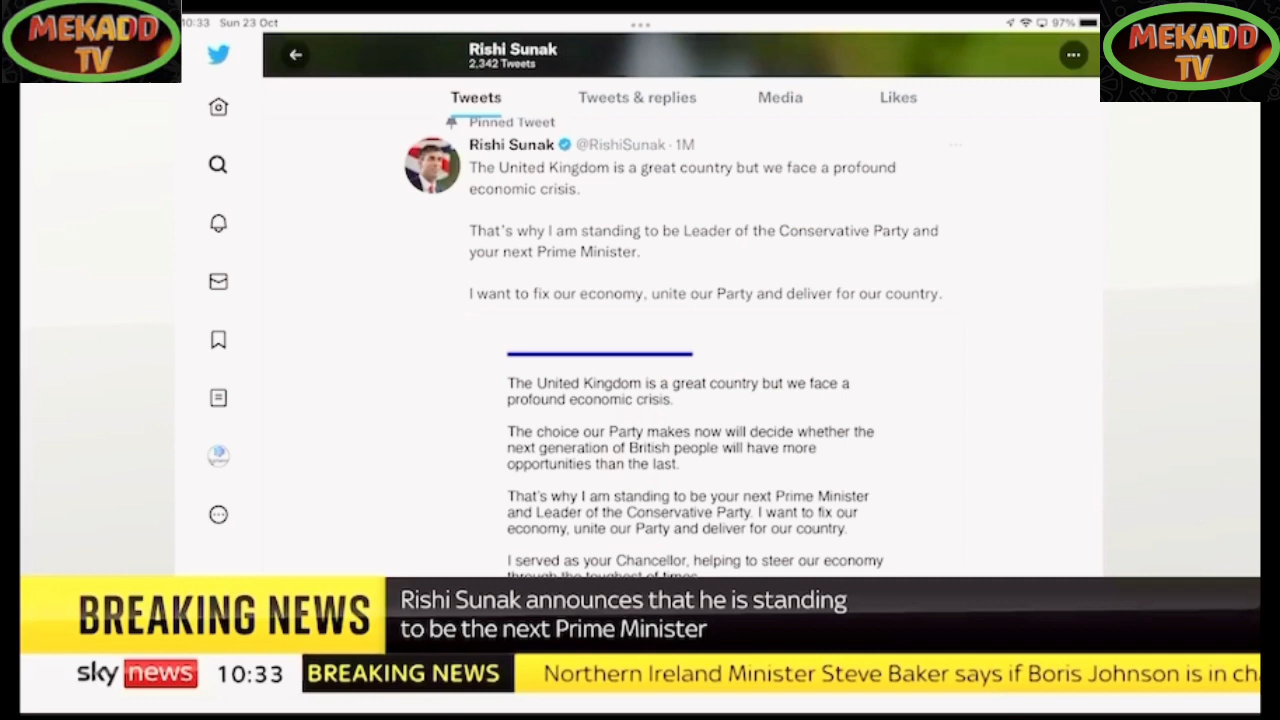 MEKADD
TV
MEKADD
TV
10:33 Sun 23 Oct
97%
Rishi Sunak
2,342 Tweets
Tweets Tweets & replies Media Likes
Pinned Tweet
Rishi Sunak @RishiSunak · 1M
The United Kingdom is a great country but we face a profound
economic crisis.
That's why I am standing to be Leader of the Conservative Party and
your next Prime Minister.
I want to fix our economy, unite our Party and deliver for our country.
The United Kingdom is a great country but we face a
profound economic crisis.
The choice our Party makes now will decide whether the
next generation of British people will have more
opportunities than the last.
That's why I am standing to be your next Prime Minister
and Leader of the Conservative Party. I want to fix our
economy, unite our Party and deliver for our country.
I served as your Chancellor, helping to steer our economy
through the toughest of times.
BREAKING NEWS
Rishi Sunak announces that he is standing
to be the next Prime Minister
sky news 10:33 BREAKING NEWS Northern Ireland Minister Steve Baker says if Boris Johnson is in